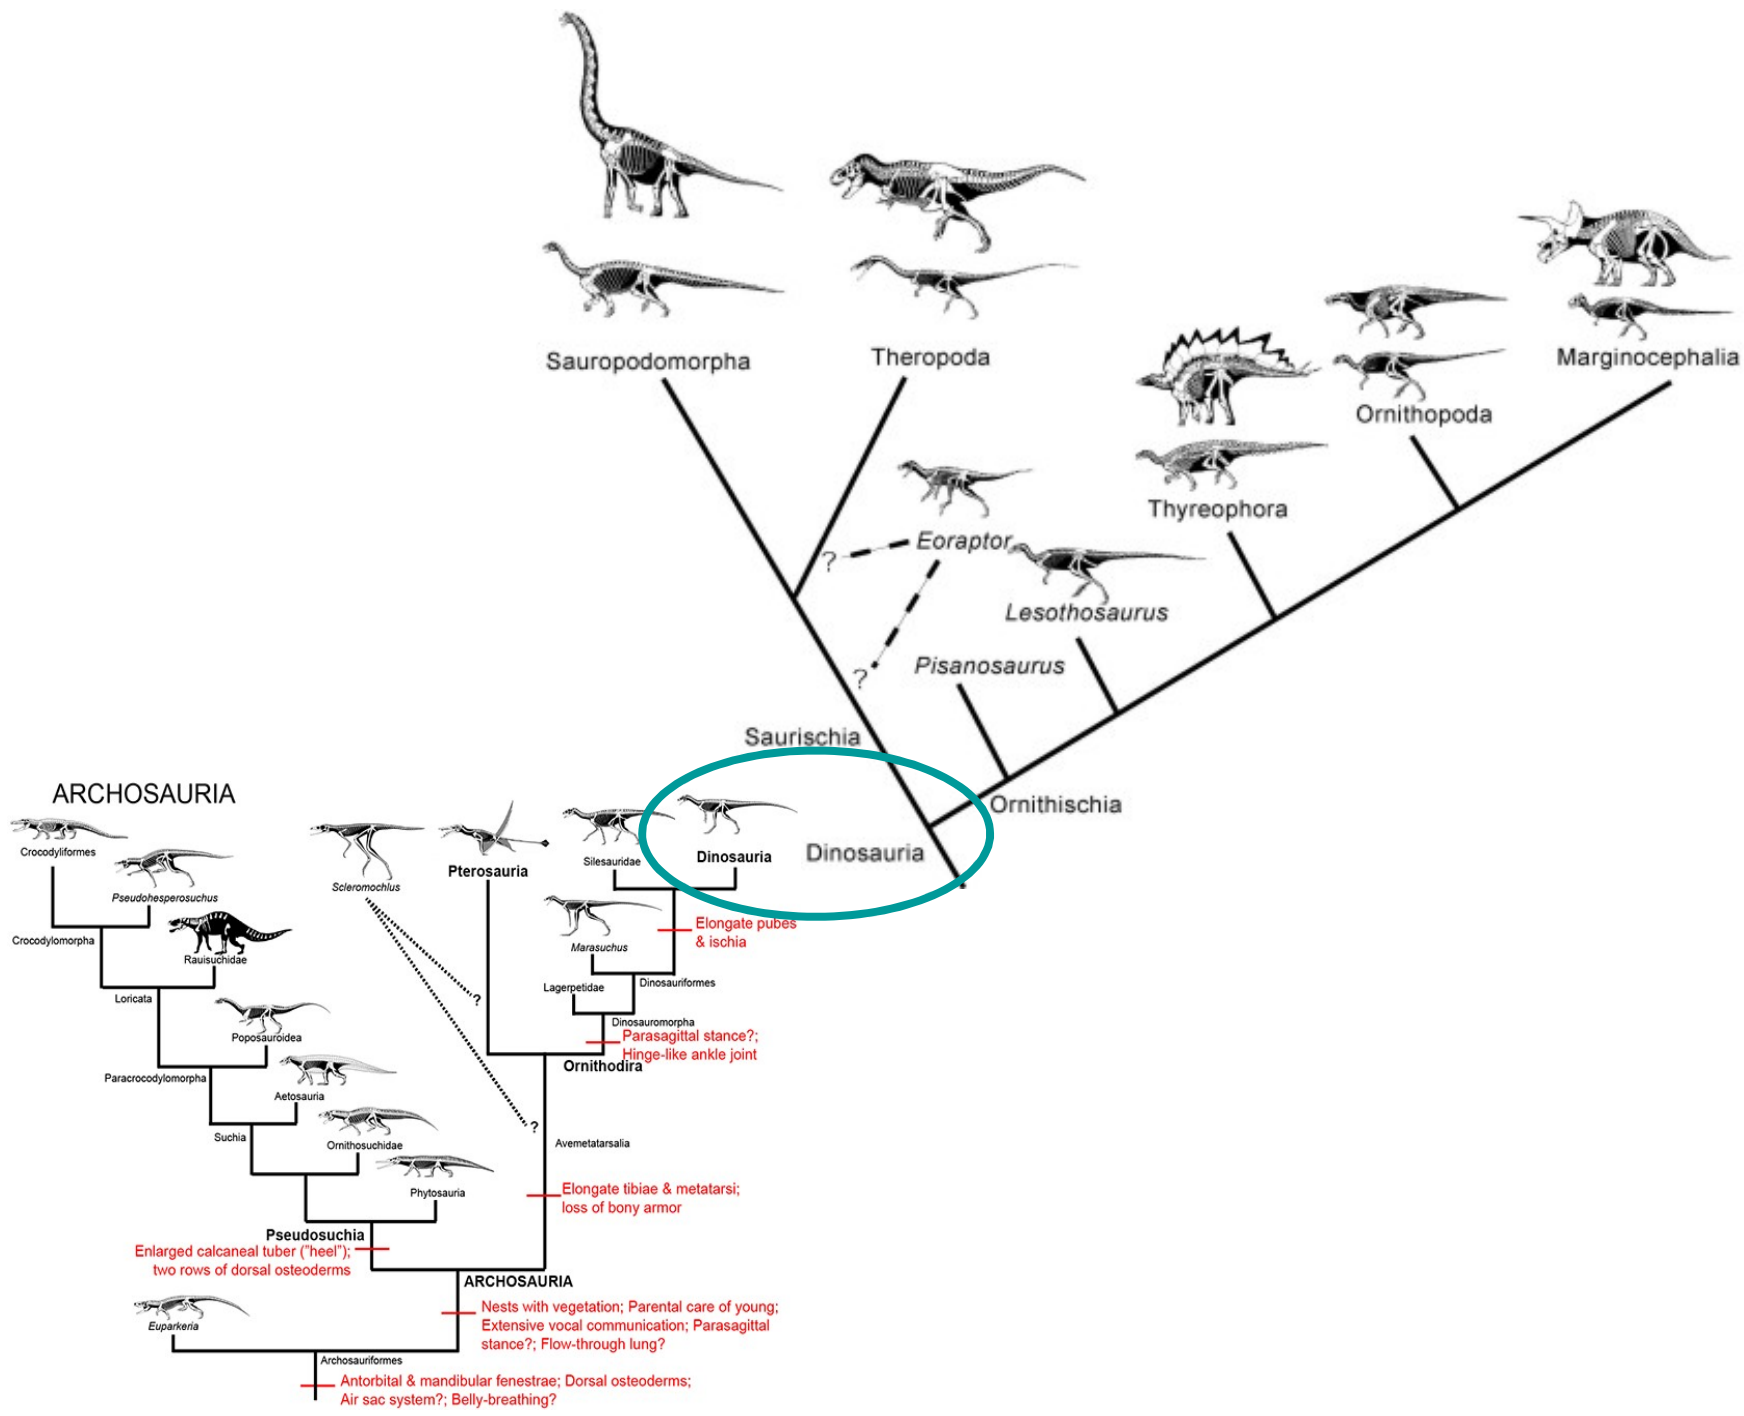 Sauropodomorpha
Theropoda
Marginocephalia
Ornithopoda
Thyreophora
Eoraptor
?
Lesothosaurus
Pisanosaurus
?
Saurischia
Ornithischia
Dinosauria
ARCHOSAURIA
Crocodyliformes
Pseudohesperosuchus
Crocodylomorpha
Rauisuchidae
Loricata
Poposauroidea
Paracrocodylomorpha
Aetosauria
Suchia
Ornithosuchidae
Phytosauria
Pseudosuchia
Enlarged calcaneal tuber ("heel");
two rows of dorsal osteoderms
Scleromochlus
?
?
Pterosauria
Silesauridae
Dinosauria
Elongate pubes
& ischia
Marasuchus
Dinosauriformes
Lagerpetidae
Dinosauromorpha
Parasagittal stance?;
Hinge-like ankle joint
Ornithodira
Avemetatarsalia
Elongate tibiae & metatarsi;
loss of bony armor
ARCHOSAURIA
Nests with vegetation; Parental care of young;
Extensive vocal communication; Parasagittal
stance?; Flow-through lung?
Euparkeria
Archosauriformes
Antorbital & mandibular fenestrae; Dorsal osteoderms;
Air sac system?; Belly-breathing?